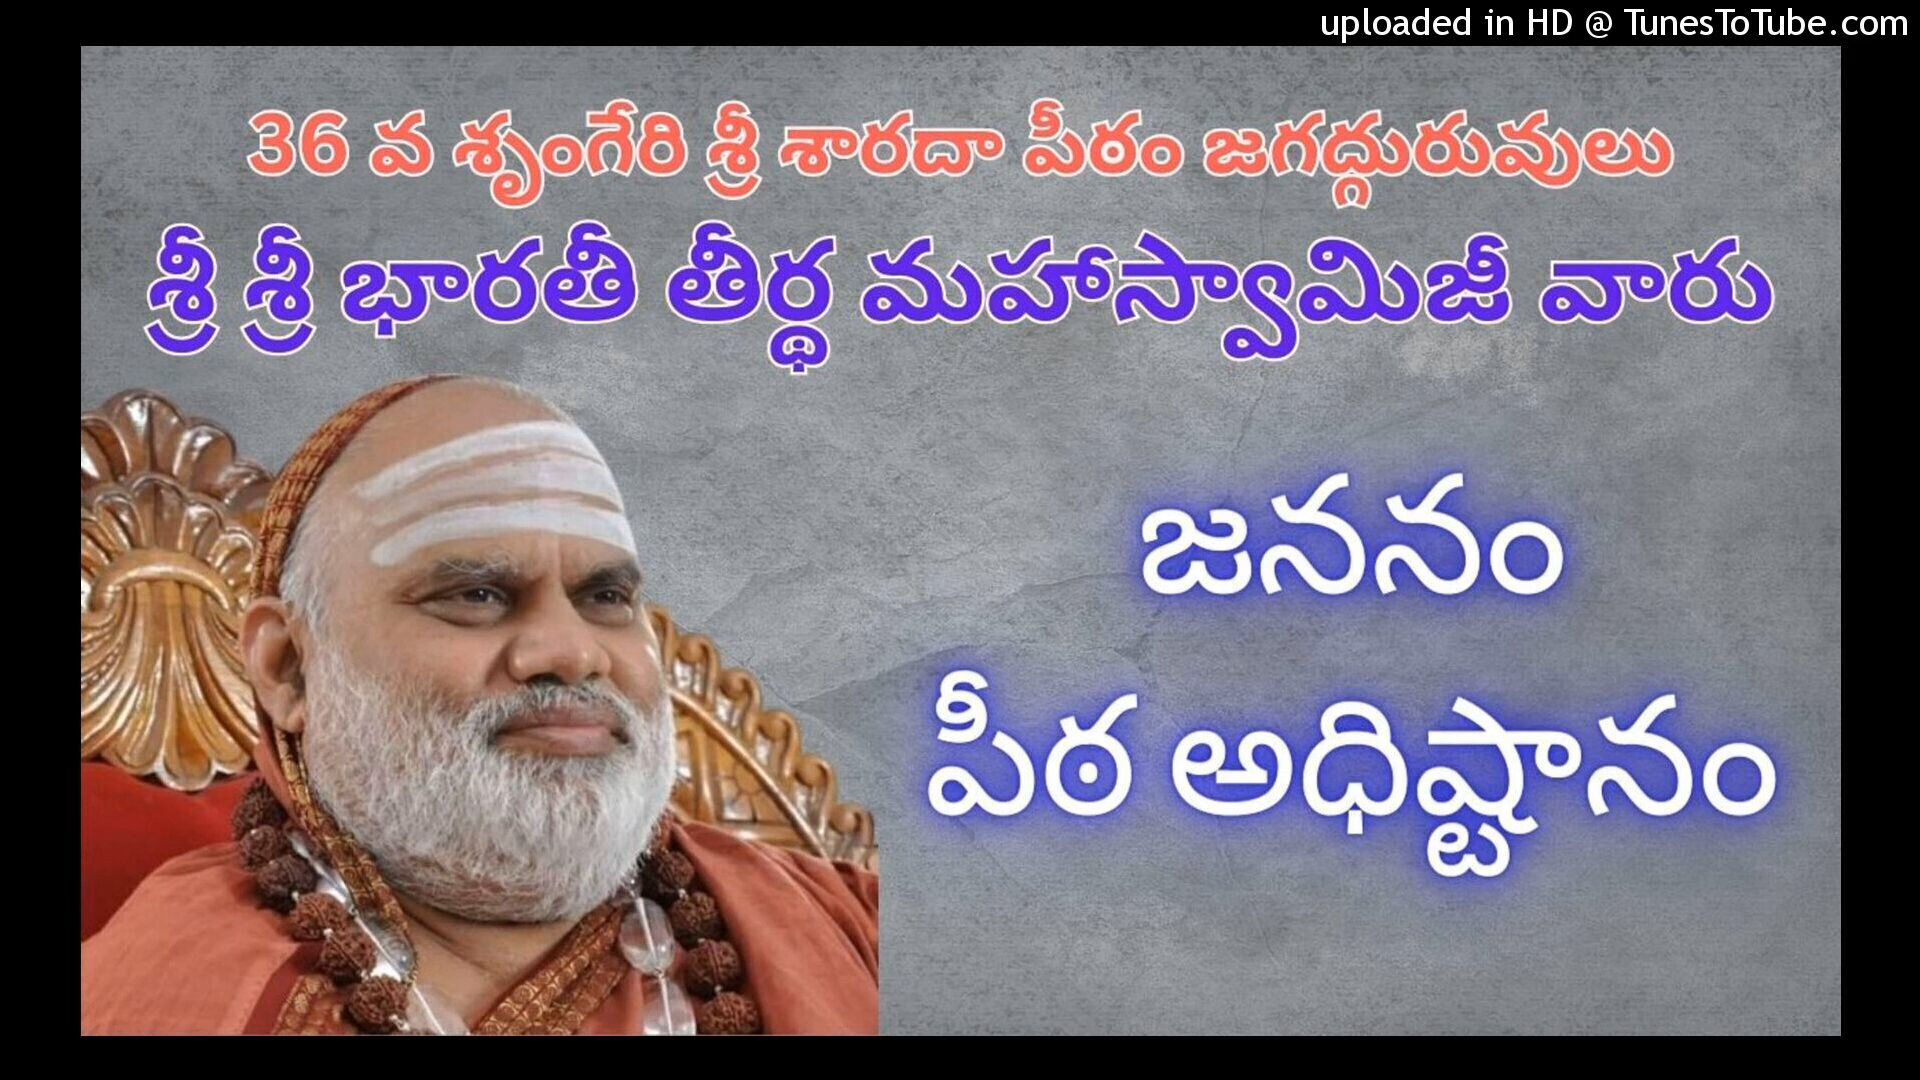 uploaded in HD @ TunesToTube.com
36 వ శృంగేరి శ్రీ శారదా పీఠం జగద్గురువులు
శ్రీ శ్రీ భారతీ తీర్థ మహాస్వామిజీ వారు
జననం
పీఠ అధిష్టానం